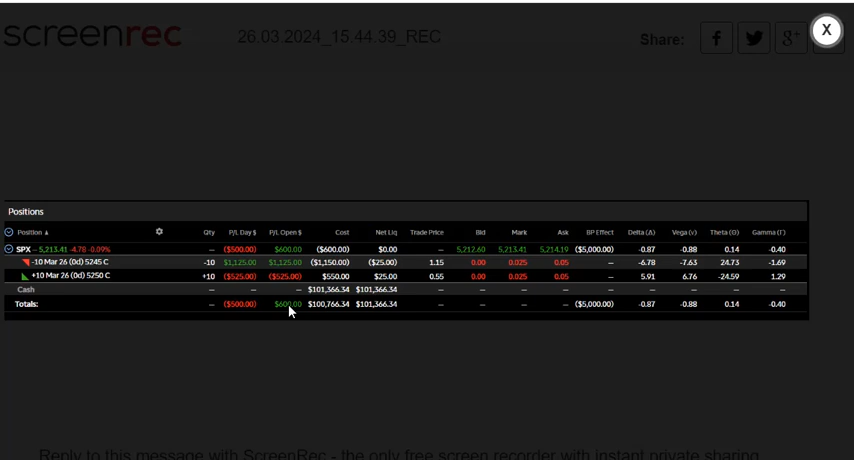 screenrec 26.03.2024_15.44.39_REC Share: f g+ X
Positions
Position Qty P/L Day $ P/L Open $ Cost Net Liq Trade Price Bid Mark Ask BP Effect Delta (Δ) Vega (ν) Theta (Θ) Gamma (Γ)
SPX – 5,213.41 -4.78 -0.09% – ($500.00) $600.00 ($600.00) $0.00 – 5,212.60 5,213.41 5,214.19 ($5,000.00) -0.87 -0.88 0.14 -0.40
-10 Mar 26 (0d) 5245 C -10 $1,125.00 $1,125.00 ($1,150.00) ($25.00) 1.15 0.00 0.025 0.05 – -6.78 -7.63 24.73 -1.69
+10 Mar 26 (0d) 5250 C +10 ($525.00) ($525.00) $550.00 $25.00 0.55 0.00 0.025 0.05 – 5.91 6.76 -24.59 1.29
Cash – – – $101,366.34 $101,366.34 – – – – – – – – –
Totals: – ($500.00) $600.00 $100,766.34 $101,366.34 – – – – ($5,000.00) -0.87 -0.88 0.14 -0.40
Reply to this message with ScreenRec - the only free screen recorder with instant private sharing